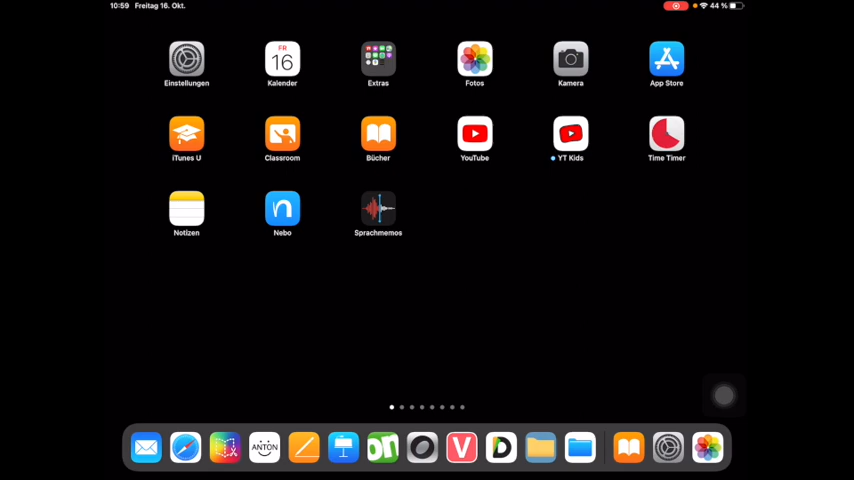 10:59 Freitag 16. Okt. 44 %
FR
16
Einstellungen Kalender Extras Fotos Kamera App Store
iTunes U Classroom Bücher YouTube YT Kids Time Timer
Notizen Nebo Sprachmemos
ANTON on V D